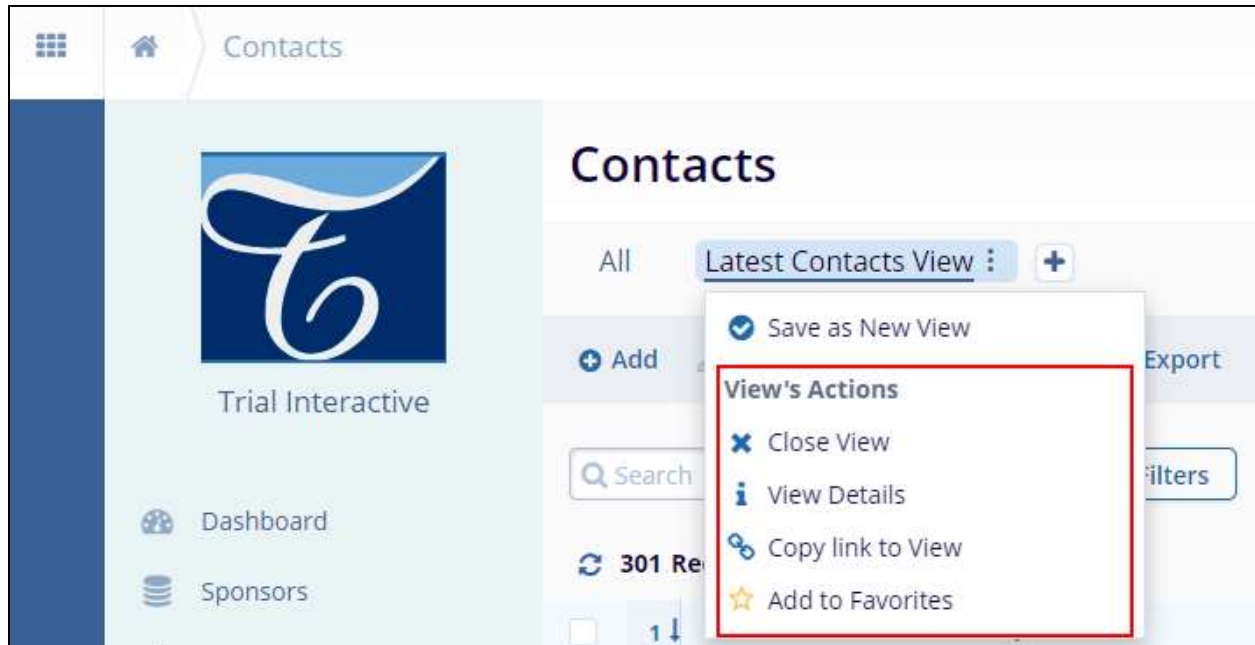 Contacts
Contacts
All Latest Contacts View
Save as New View
Add Export
View's Actions
Trial Interactive
Close View
Search
View Details
Dashboard
Copy link to View
301
Sponsors
Add to Favorites
1